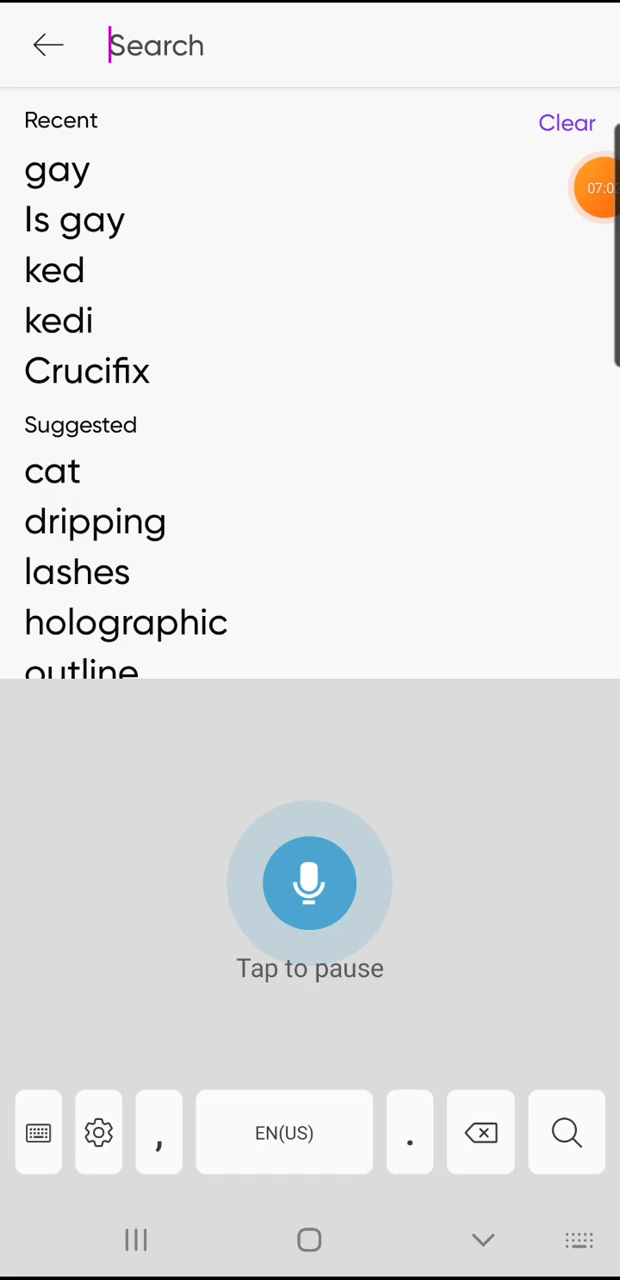 Search
Recent
Clear
gay
Is gay
ked
kedi
Crucifix
Suggested
cat
dripping
lashes
holographic
outline
Tap to pause
, EN(US) .